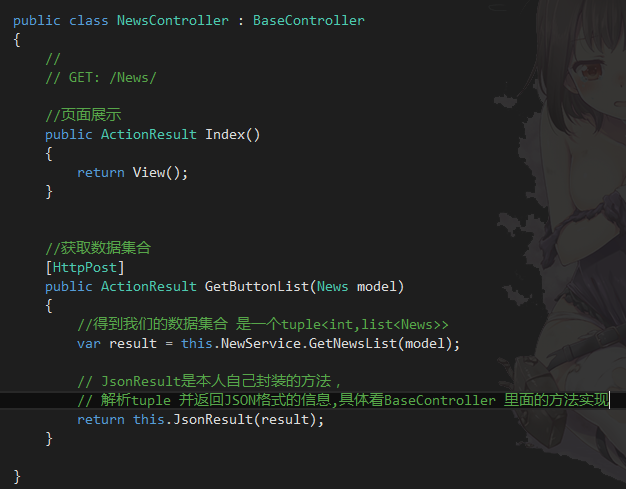 public class NewsController : BaseController
{
//
// GET: /News/
//页面展示
public ActionResult Index()
{
return View();
}
//获取数据集合
[HttpPost]
public ActionResult GetButtonList(News model)
{
//得到我们的数据集合 是一个tuple<int,list<News>>
var result = this.NewService.GetNewsList(model);
// JsonResult是本人自己封装的方法，
// 解析tuple 并返回JSON格式的信息,具体看BaseController 里面的方法实现
return this.JsonResult(result);
}
}